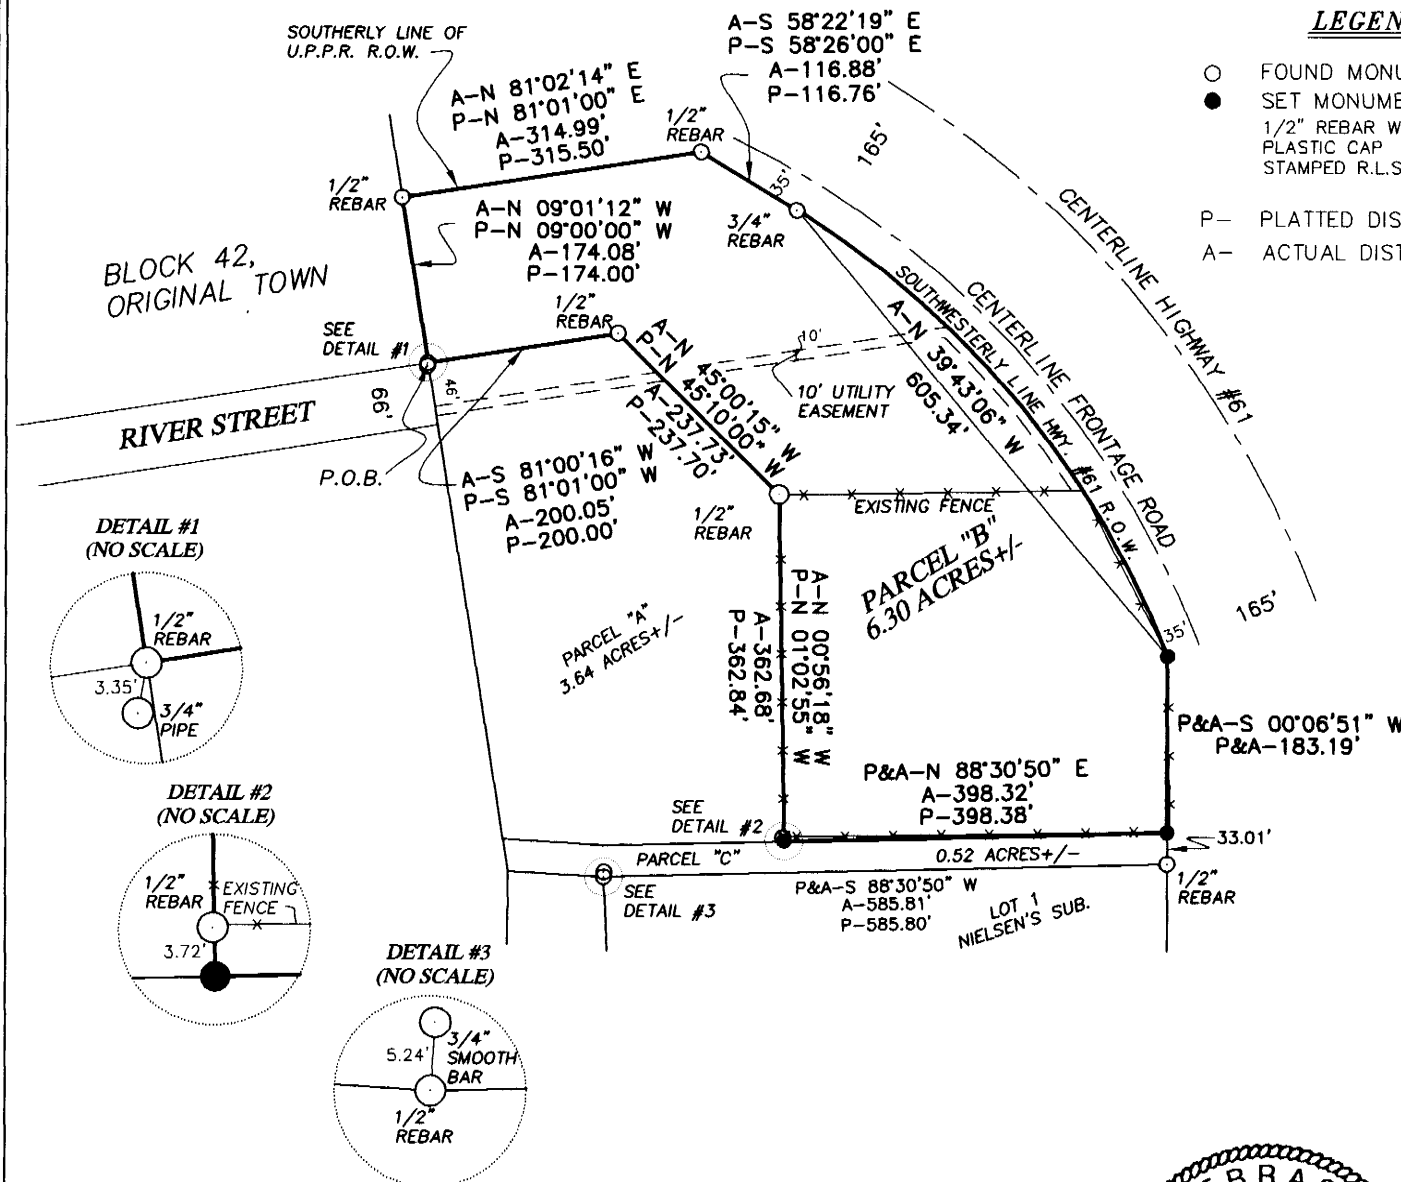 SOUTHERLY LINE OF
U.P.P.R. R.O.W.
A-N 81°02'14" E
P-N 81°01'00" E
A-314.99'
P-315.50'
A-S 58°22'19" E
P-S 58°26'00" E
A-116.88'
P-116.76'
1/2"
REBAR
165'
35'
3/4"
REBAR
1/2"
REBAR
A-N 09°01'12" W
P-N 09°00'00" W
A-174.08'
P-174.00'
BLOCK 42,
ORIGINAL TOWN
1/2"
REBAR
SEE
DETAIL #1
46'
66'
RIVER STREET
P.O.B.
A-S 81°00'16" W
P-S 81°01'00" W
A-200.05'
P-200.00'
A-N 45°00'15" W
P-N 45°10'00" W
A-237.73'
P-237.70'
10'
10' UTILITY
EASEMENT
CENTERLINE HIGHWAY #61
CENTERLINE FRONTAGE ROAD
SOUTHWESTERLY LINE HWY. #61 R.O.W.
A-N 39°43'06" W
605.34'
EXISTING FENCE
1/2"
REBAR
PARCEL "B"
6.30 ACRES+/-
165'
35'
PARCEL "A"
3.64 ACRES+/-
A-N 00°56'18" W
P-N 01°02'55" W
A-362.68'
P-362.84'
P&A-S 00°06'51" W
P&A-183.19'
P&A-N 88°30'50" E
A-398.32'
P-398.38'
SEE
DETAIL #2
33.01'
PARCEL "C"
0.52 ACRES+/-
SEE
DETAIL #3
P&A-S 88°30'50" W
A-585.81'
P-585.80'
LOT 1
NIELSEN'S SUB.
1/2"
REBAR
DETAIL #1
(NO SCALE)
1/2"
REBAR
3.35'
3/4"
PIPE
DETAIL #2
(NO SCALE)
1/2"
REBAR
EXISTING
FENCE
3.72'
DETAIL #3
(NO SCALE)
3/4"
SMOOTH
BAR
5.24'
1/2"
REBAR
LEGEN
FOUND MONU
SET MONUME
1/2" REBAR W
PLASTIC CAP
STAMPED R.L.S
P- PLATTED DIS
A- ACTUAL DIST
BRAS